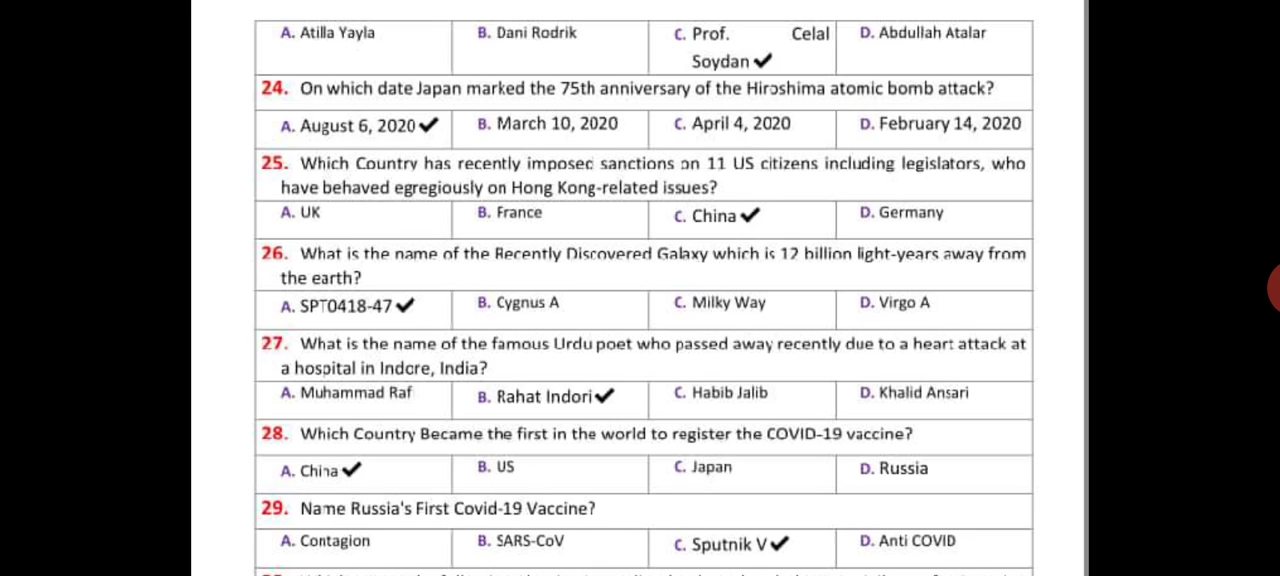 A. Atilla Yayla B. Dani Rodrik C. Prof. Celal D. Abdullah Atalar
Soydan ✔
24. On which date Japan marked the 75th anniversary of the Hiroshima atomic bomb attack?
A. August 6, 2020 ✔ B. March 10, 2020 C. April 4, 2020 D. February 14, 2020
25. Which Country has recently imposed sanctions on 11 US citizens including legislators, who
have behaved egregiously on Hong Kong-related issues?
A. UK B. France C. China ✔ D. Germany
26. What is the name of the Recently Discovered Galaxy which is 12 billion light-years away from
the earth?
A. SPT0418-47 ✔ B. Cygnus A C. Milky Way D. Virgo A
27. What is the name of the famous Urdu poet who passed away recently due to a heart attack at
a hospital in Indore, India?
A. Muhammad Raf B. Rahat Indori ✔ C. Habib Jalib D. Khalid Ansari
28. Which Country Became the first in the world to register the COVID-19 vaccine?
A. China ✔ B. US C. Japan D. Russia
29. Name Russia's First Covid-19 Vaccine?
A. Contagion B. SARS-CoV C. Sputnik V ✔ D. Anti COVID